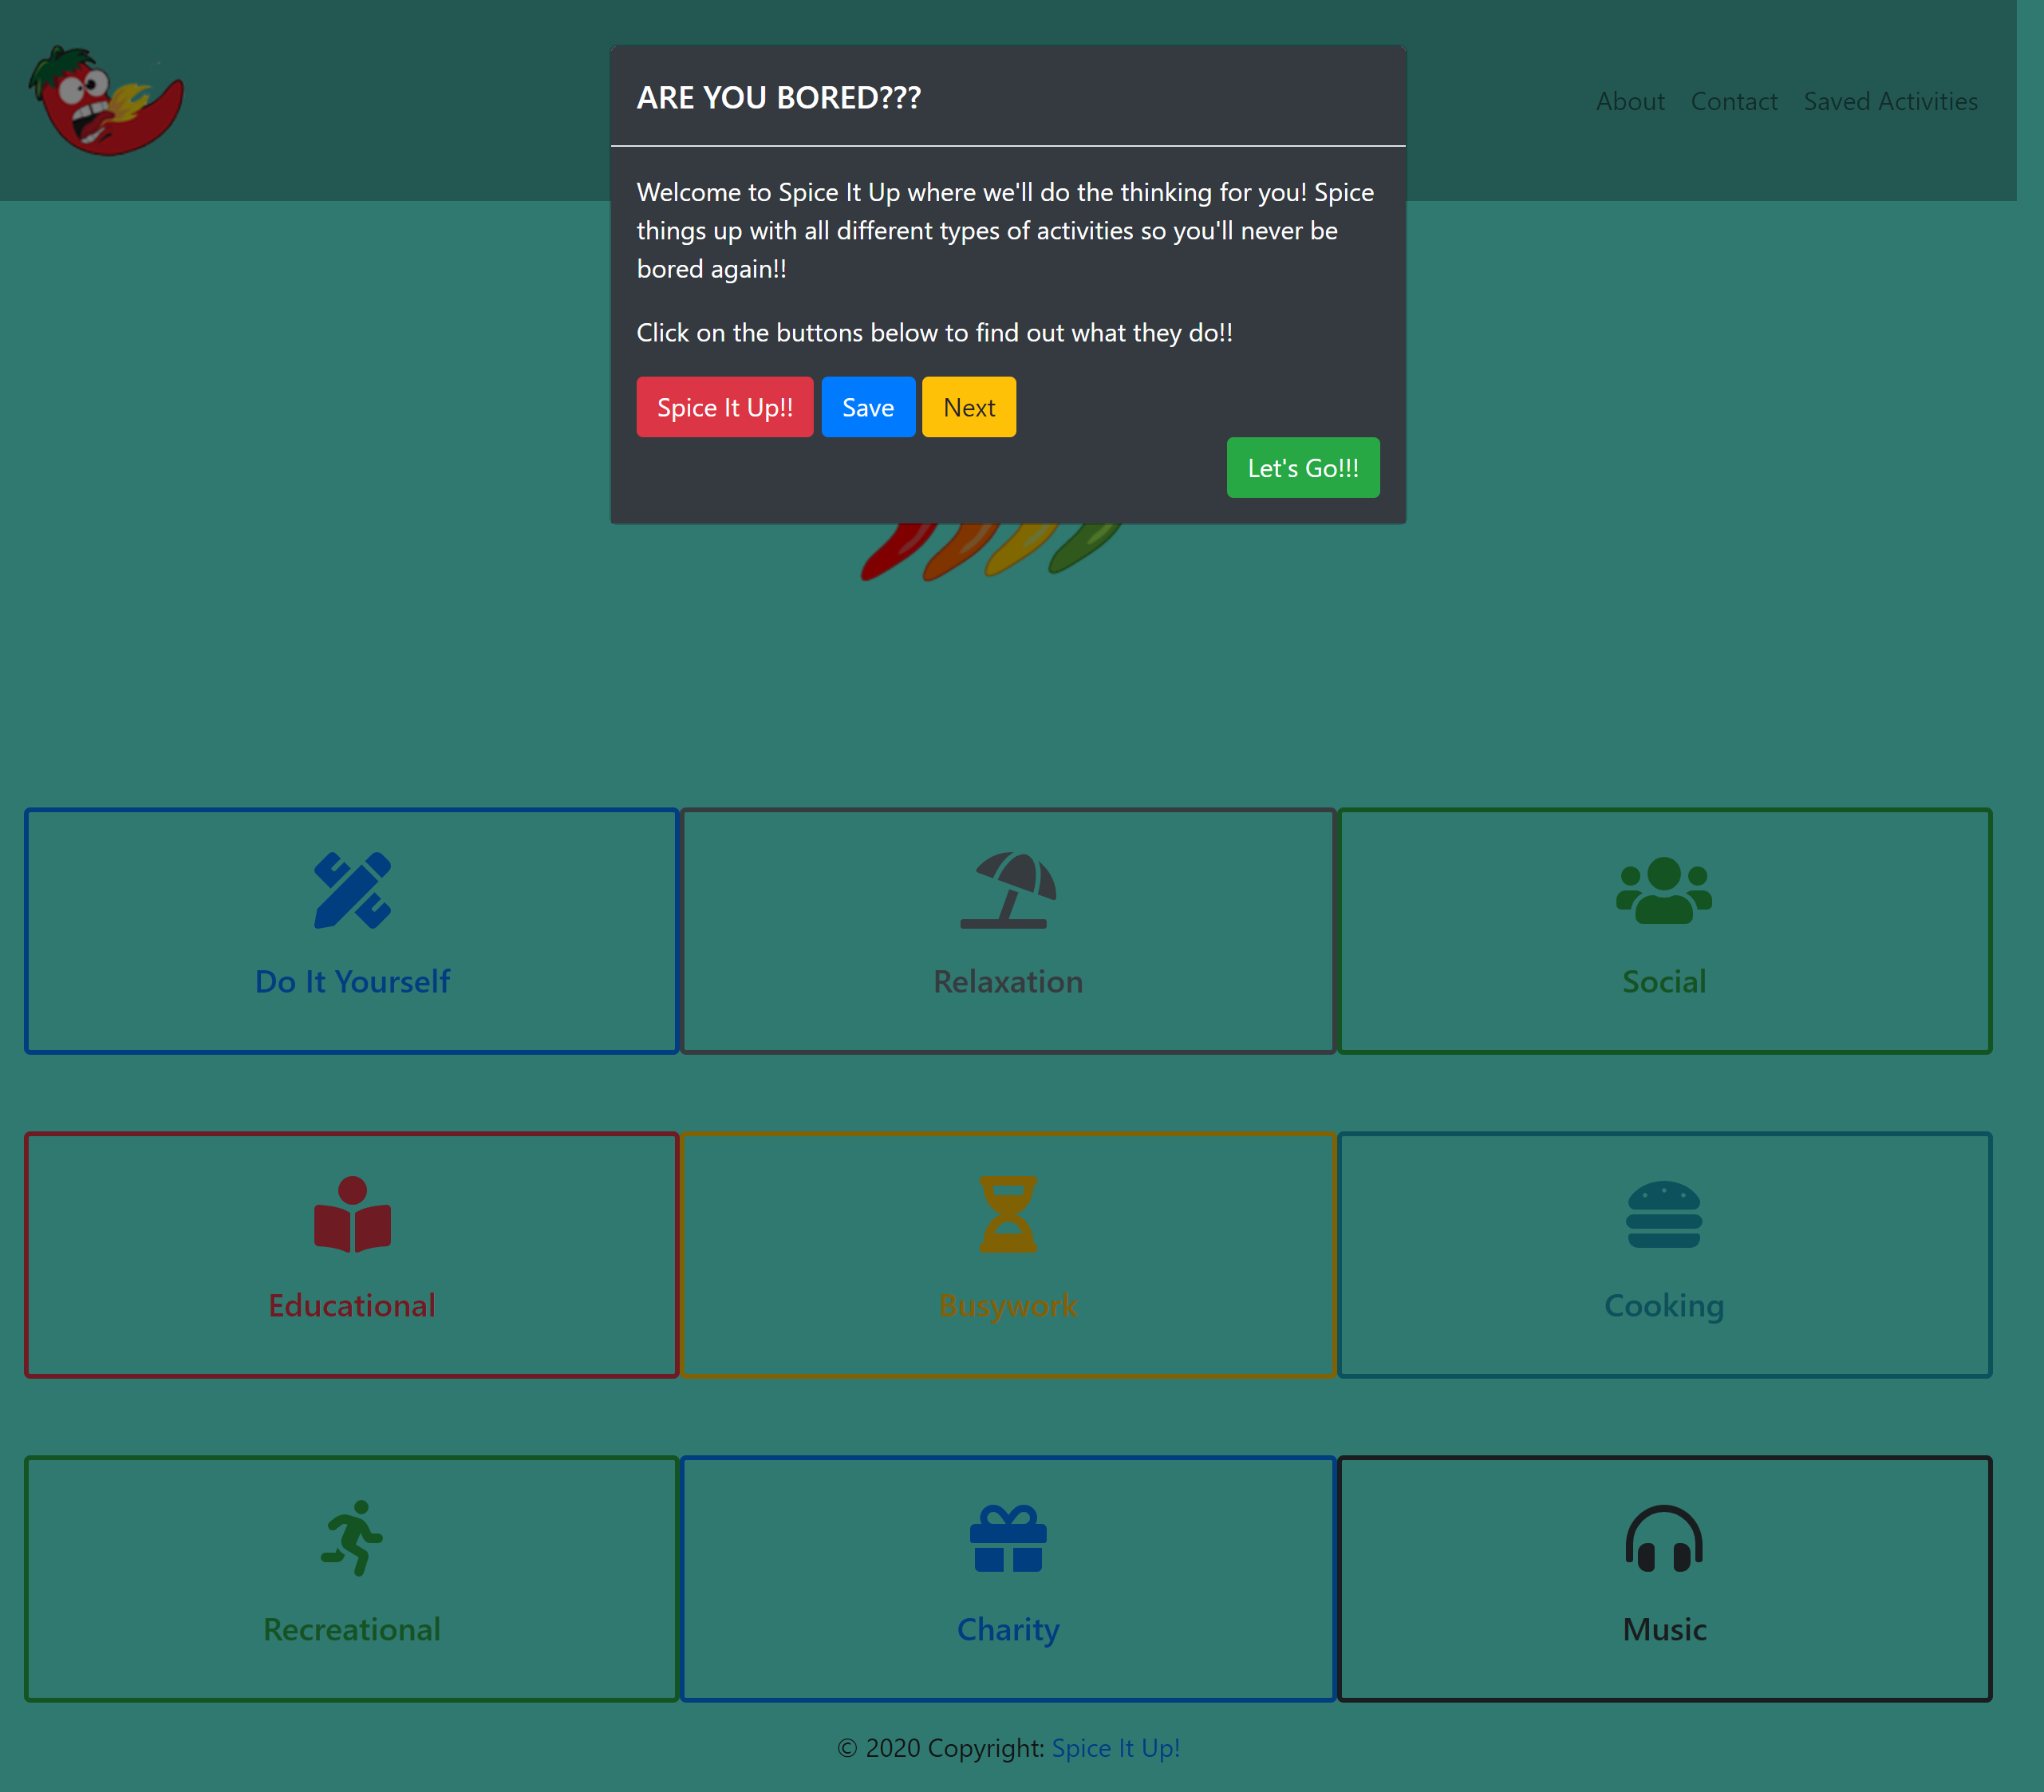 About Contact Saved Activities
ARE YOU BORED???
Welcome to Spice It Up where we'll do the thinking for you! Spice
things up with all different types of activities so you'll never be
bored again!!
Click on the buttons below to find out what they do!!
Spice It Up!! Save Next
Let's Go!!!
Do It Yourself
Relaxation
Social
Educational
Busywork
Cooking
Recreational
Charity
Music
© 2020 Copyright: Spice It Up!